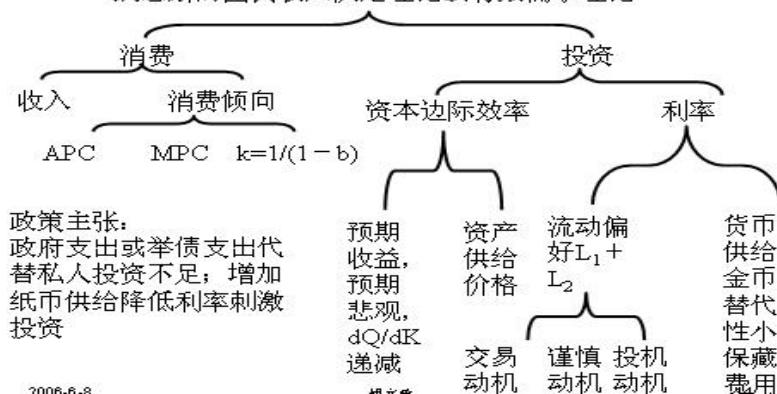 消费 投资
收入 消费倾向 资本边际效率 利率
APC MPC k=1/(1－b)
政策主张：
政府支出或举债支出代
替私人投资不足；增加
纸币供给降低利率刺激
投资
预期
收益，
预期
悲观，
dQ/dK
递减
资产
供给
价格
流动偏
好L₁＋
L₂
货币
供给
金币
替代
性小
保藏
费用
交易
动机
谨慎
动机
投机
动机
2006-6-8